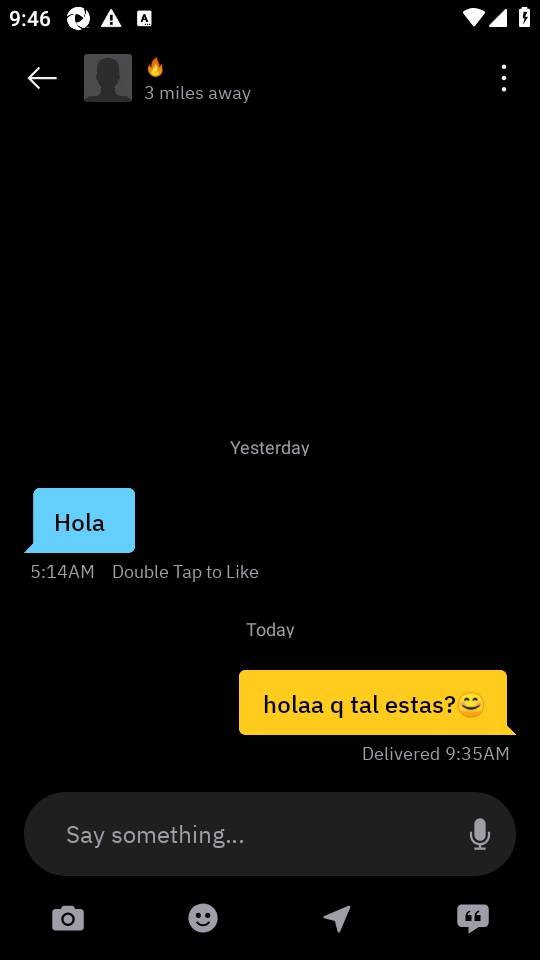 9:46
🔥
3 miles away
Yesterday
Hola
5:14AM Double Tap to Like
Today
holaa q tal estas?😄
Delivered 9:35AM
Say something...